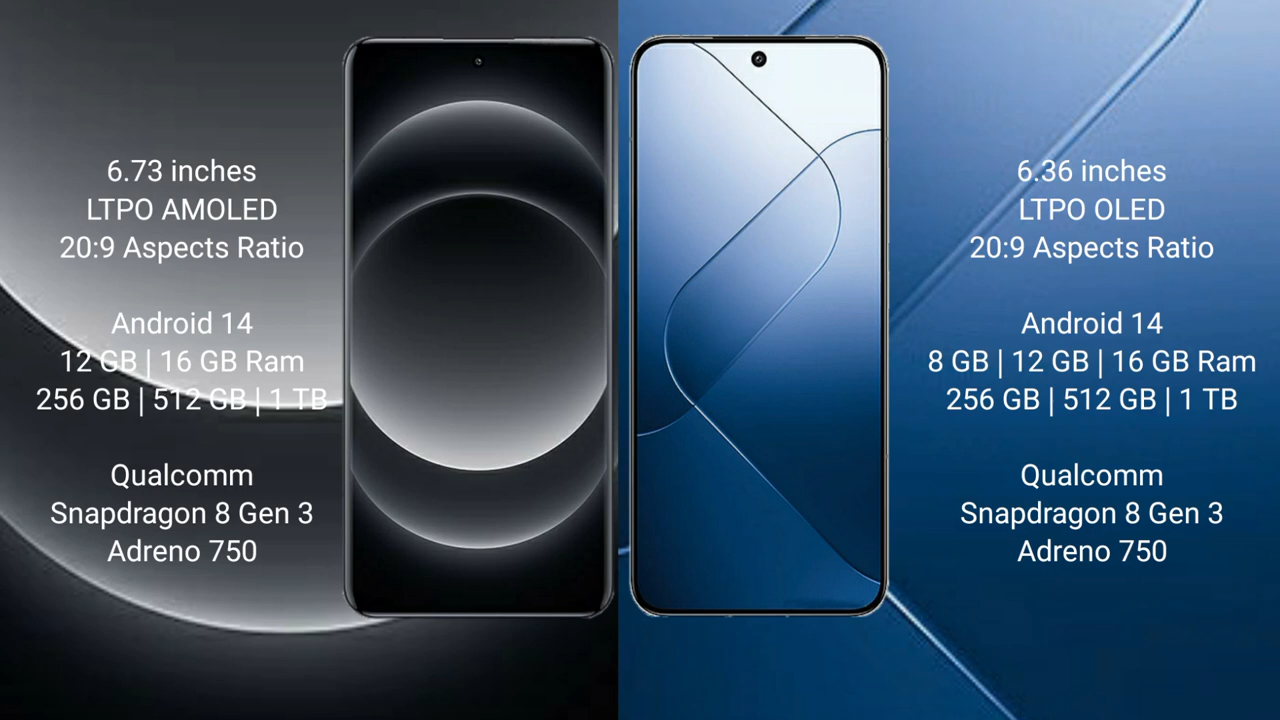 6.73 inches
LTPO AMOLED
20:9 Aspects Ratio
Android 14
12 GB | 16 GB Ram
256 GB | 512 GB | 1 TB
Qualcomm
Snapdragon 8 Gen 3
Adreno 750
6.36 inches
LTPO OLED
20:9 Aspects Ratio
Android 14
8 GB | 12 GB | 16 GB Ram
256 GB | 512 GB | 1 TB
Qualcomm
Snapdragon 8 Gen 3
Adreno 750